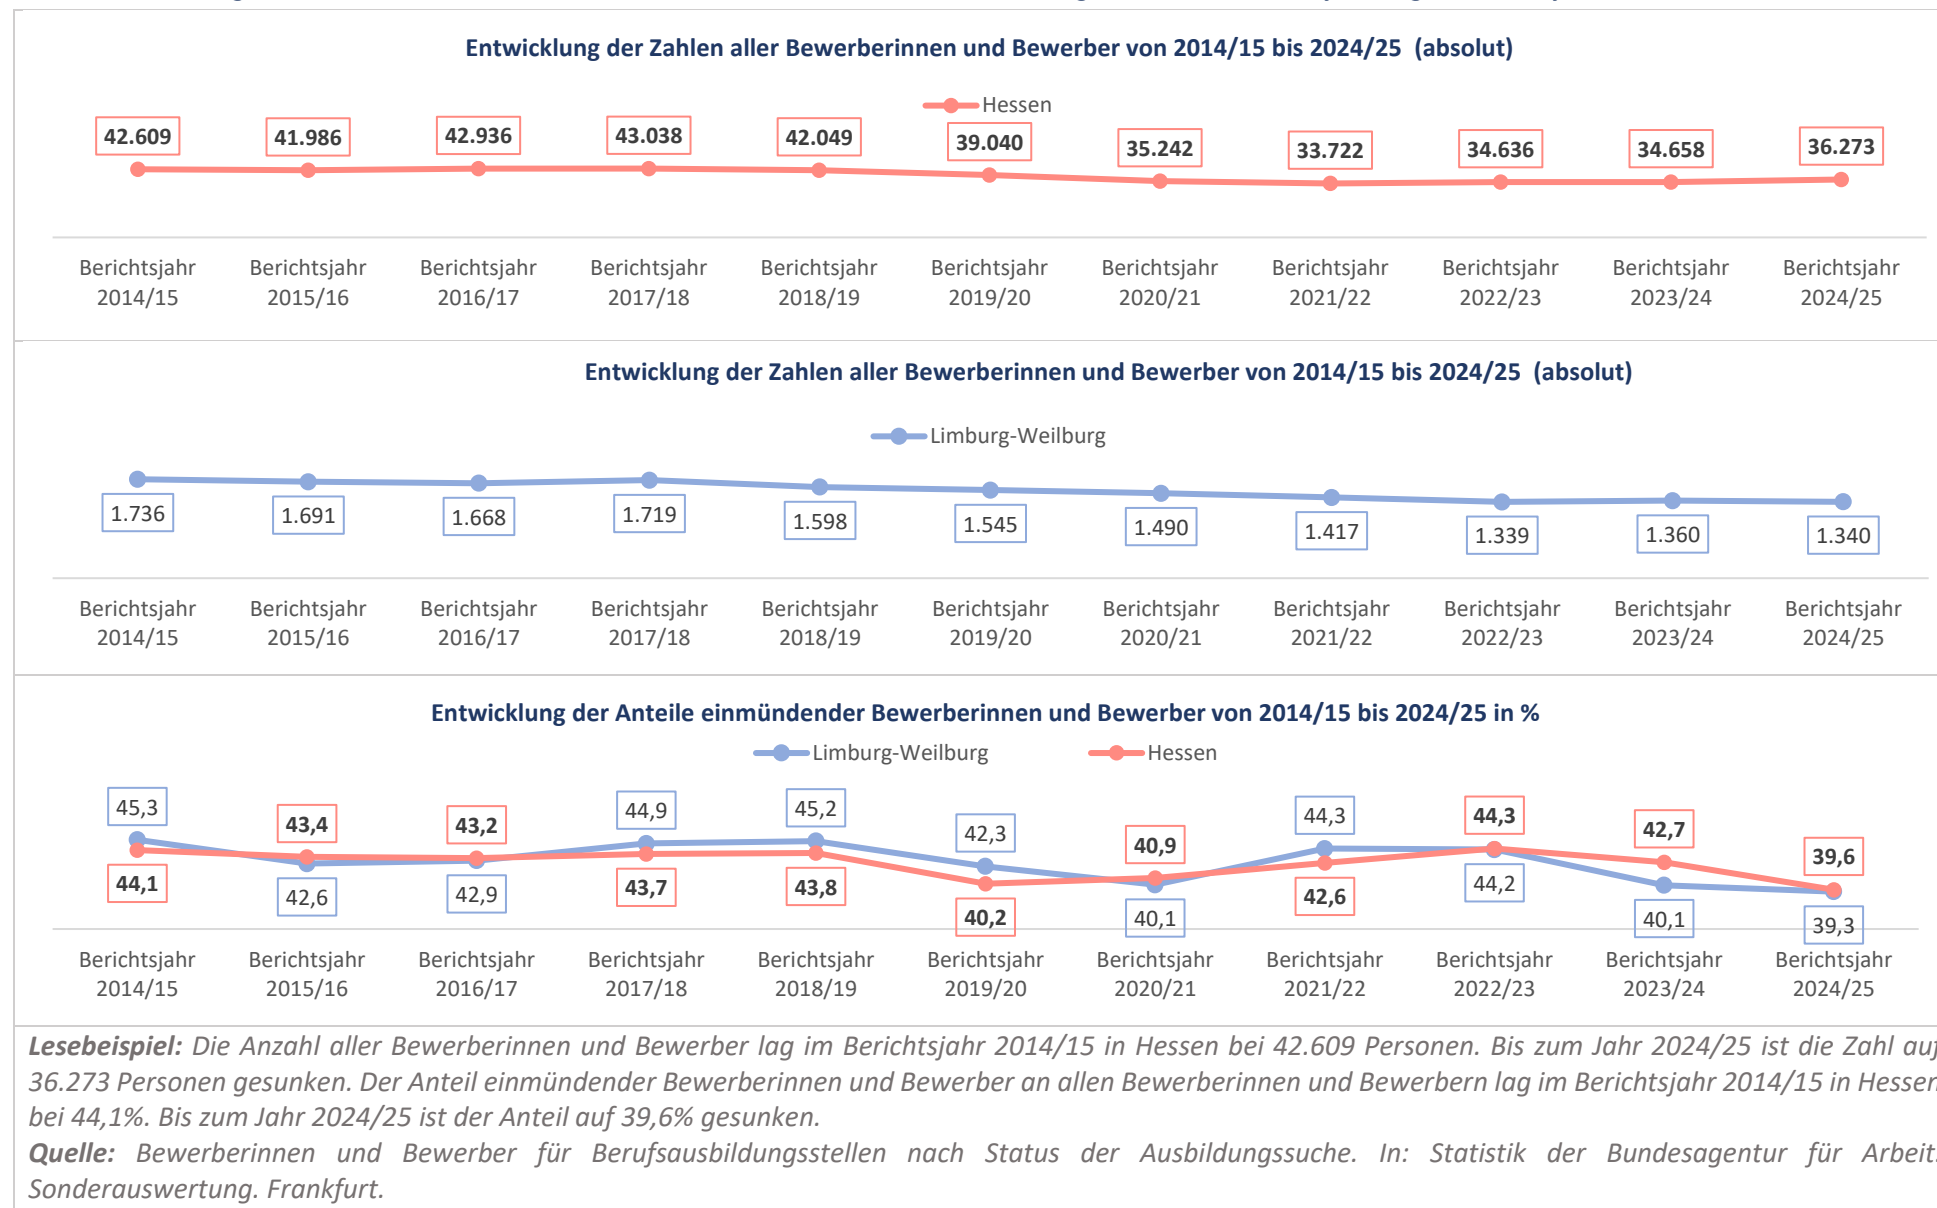 Entwicklung der Zahlen aller Bewerberinnen und Bewerber von 2014/15 bis 2024/25 (absolut)
Hessen
42.609 41.986 42.936 43.038 42.049 39.040 35.242 33.722 34.636 34.658 36.273
Berichtsjahr Berichtsjahr Berichtsjahr Berichtsjahr Berichtsjahr Berichtsjahr Berichtsjahr Berichtsjahr Berichtsjahr Berichtsjahr Berichtsjahr
2014/15 2015/16 2016/17 2017/18 2018/19 2019/20 2020/21 2021/22 2022/23 2023/24 2024/25
Entwicklung der Zahlen aller Bewerberinnen und Bewerber von 2014/15 bis 2024/25 (absolut)
Limburg-Weilburg
1.736 1.691 1.668 1.719 1.598 1.545 1.490 1.417 1.339 1.360 1.340
Berichtsjahr Berichtsjahr Berichtsjahr Berichtsjahr Berichtsjahr Berichtsjahr Berichtsjahr Berichtsjahr Berichtsjahr Berichtsjahr Berichtsjahr
2014/15 2015/16 2016/17 2017/18 2018/19 2019/20 2020/21 2021/22 2022/23 2023/24 2024/25
Entwicklung der Anteile einmündender Bewerberinnen und Bewerber von 2014/15 bis 2024/25 in %
Limburg-Weilburg Hessen
45,3 43,4 43,2 44,9 45,2 42,3 40,9 44,3 44,3 42,7 39,6
44,1 42,6 42,9 43,7 43,8 40,2 40,1 42,6 44,2 40,1 39,3
Berichtsjahr Berichtsjahr Berichtsjahr Berichtsjahr Berichtsjahr Berichtsjahr Berichtsjahr Berichtsjahr Berichtsjahr Berichtsjahr Berichtsjahr
2014/15 2015/16 2016/17 2017/18 2018/19 2019/20 2020/21 2021/22 2022/23 2023/24 2024/25
Lesebeispiel: Die Anzahl aller Bewerberinnen und Bewerber lag im Berichtsjahr 2014/15 in Hessen bei 42.609 Personen. Bis zum Jahr 2024/25 ist die Zahl auf
36.273 Personen gesunken. Der Anteil einmündender Bewerberinnen und Bewerber an allen Bewerberinnen und Bewerbern lag im Berichtsjahr 2014/15 in Hessen
bei 44,1%. Bis zum Jahr 2024/25 ist der Anteil auf 39,6% gesunken.
Quelle: Bewerberinnen und Bewerber für Berufsausbildungsstellen nach Status der Ausbildungssuche. In: Statistik der Bundesagentur für Arbeit.
Sonderauswertung. Frankfurt.